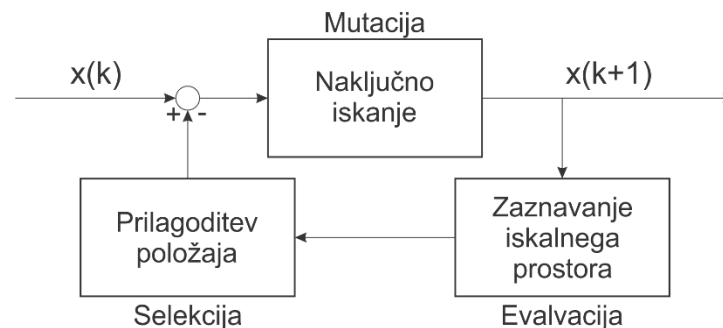 Mutacija
x(k)
Naključno
iskanje
x(k+1)
+ -
Prilagoditev
položaja
Zaznavanje
iskalnega
prostora
Selekcija
Evalvacija